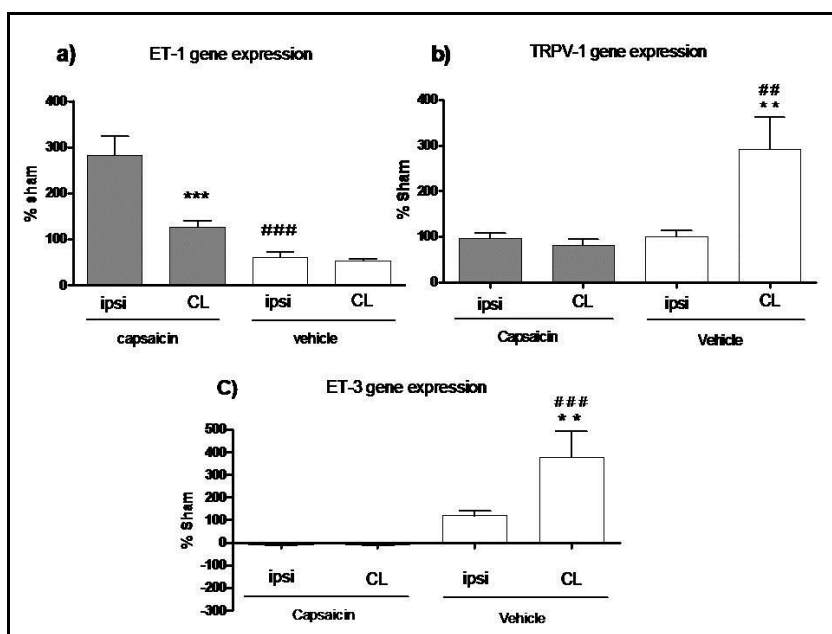 a) ET-1 gene expression
% sham
400
300
200
100
0
***
###
ipsi CL ipsi CL
capsaicin vehicle
b) TRPV-1 gene expression
% Sham
400
300
200
100
0
##
**
ipsi CL ipsi CL
Capsaicin Vehicle
C) ET-3 gene expression
% Sham
500
400
300
200
100
0
-100
-200
-300
###
**
ipsi CL ipsi CL
Capsaicin Vehicle